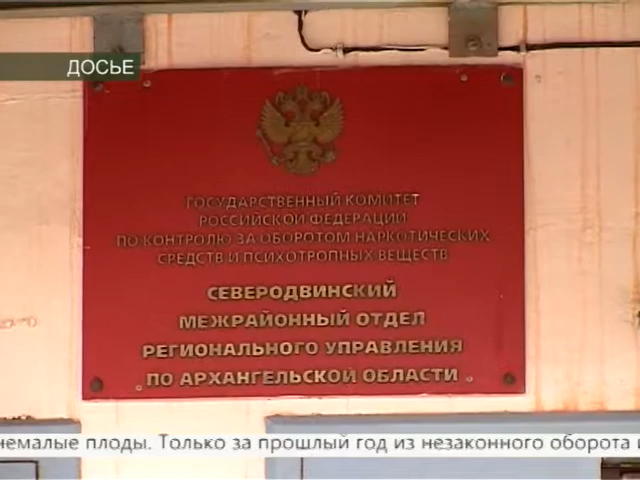 ДОСЬЕ
ГОСУДАРСТВЕННЫЙ КОМИТЕТ
РОССИЙСКОЙ ФЕДЕРАЦИИ
ПО КОНТРОЛЮ ЗА ОБОРОТОМ НАРКОТИЧЕСКИХ
СРЕДСТВ И ПСИХОТРОПНЫХ ВЕЩЕСТВ
СЕВЕРОДВИНСКИЙ
МЕЖРАЙОННЫЙ ОТДЕЛ
РЕГИОНАЛЬНОГО УПРАВЛЕНИЯ
ПО АРХАНГЕЛЬСКОЙ ОБЛАСТИ
немалые плоды. Только за прошлый год из незаконного оборота и